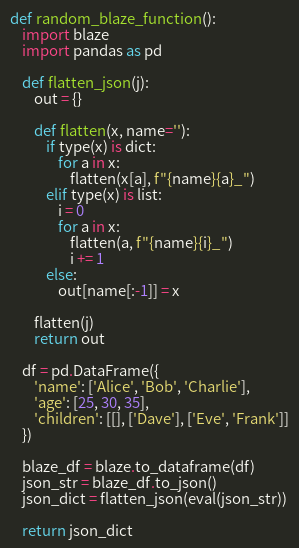 def random_blaze_function():
    import blaze
    import pandas as pd

    def flatten_json(j):
        out = {}

        def flatten(x, name=''):
            if type(x) is dict:
                for a in x:
                    flatten(x[a], f"{name}{a}_")
            elif type(x) is list:
                i = 0
                for a in x:
                    flatten(a, f"{name}{i}_")
                    i += 1
            else:
                out[name[:-1]] = x

        flatten(j)
        return out

    df = pd.DataFrame({
        'name': ['Alice', 'Bob', 'Charlie'],
        'age': [25, 30, 35],
        'children': [[], ['Dave'], ['Eve', 'Frank']]
    })

    blaze_df = blaze.to_dataframe(df)
    json_str = blaze_df.to_json()
    json_dict = flatten_json(eval(json_str))

    return json_dict